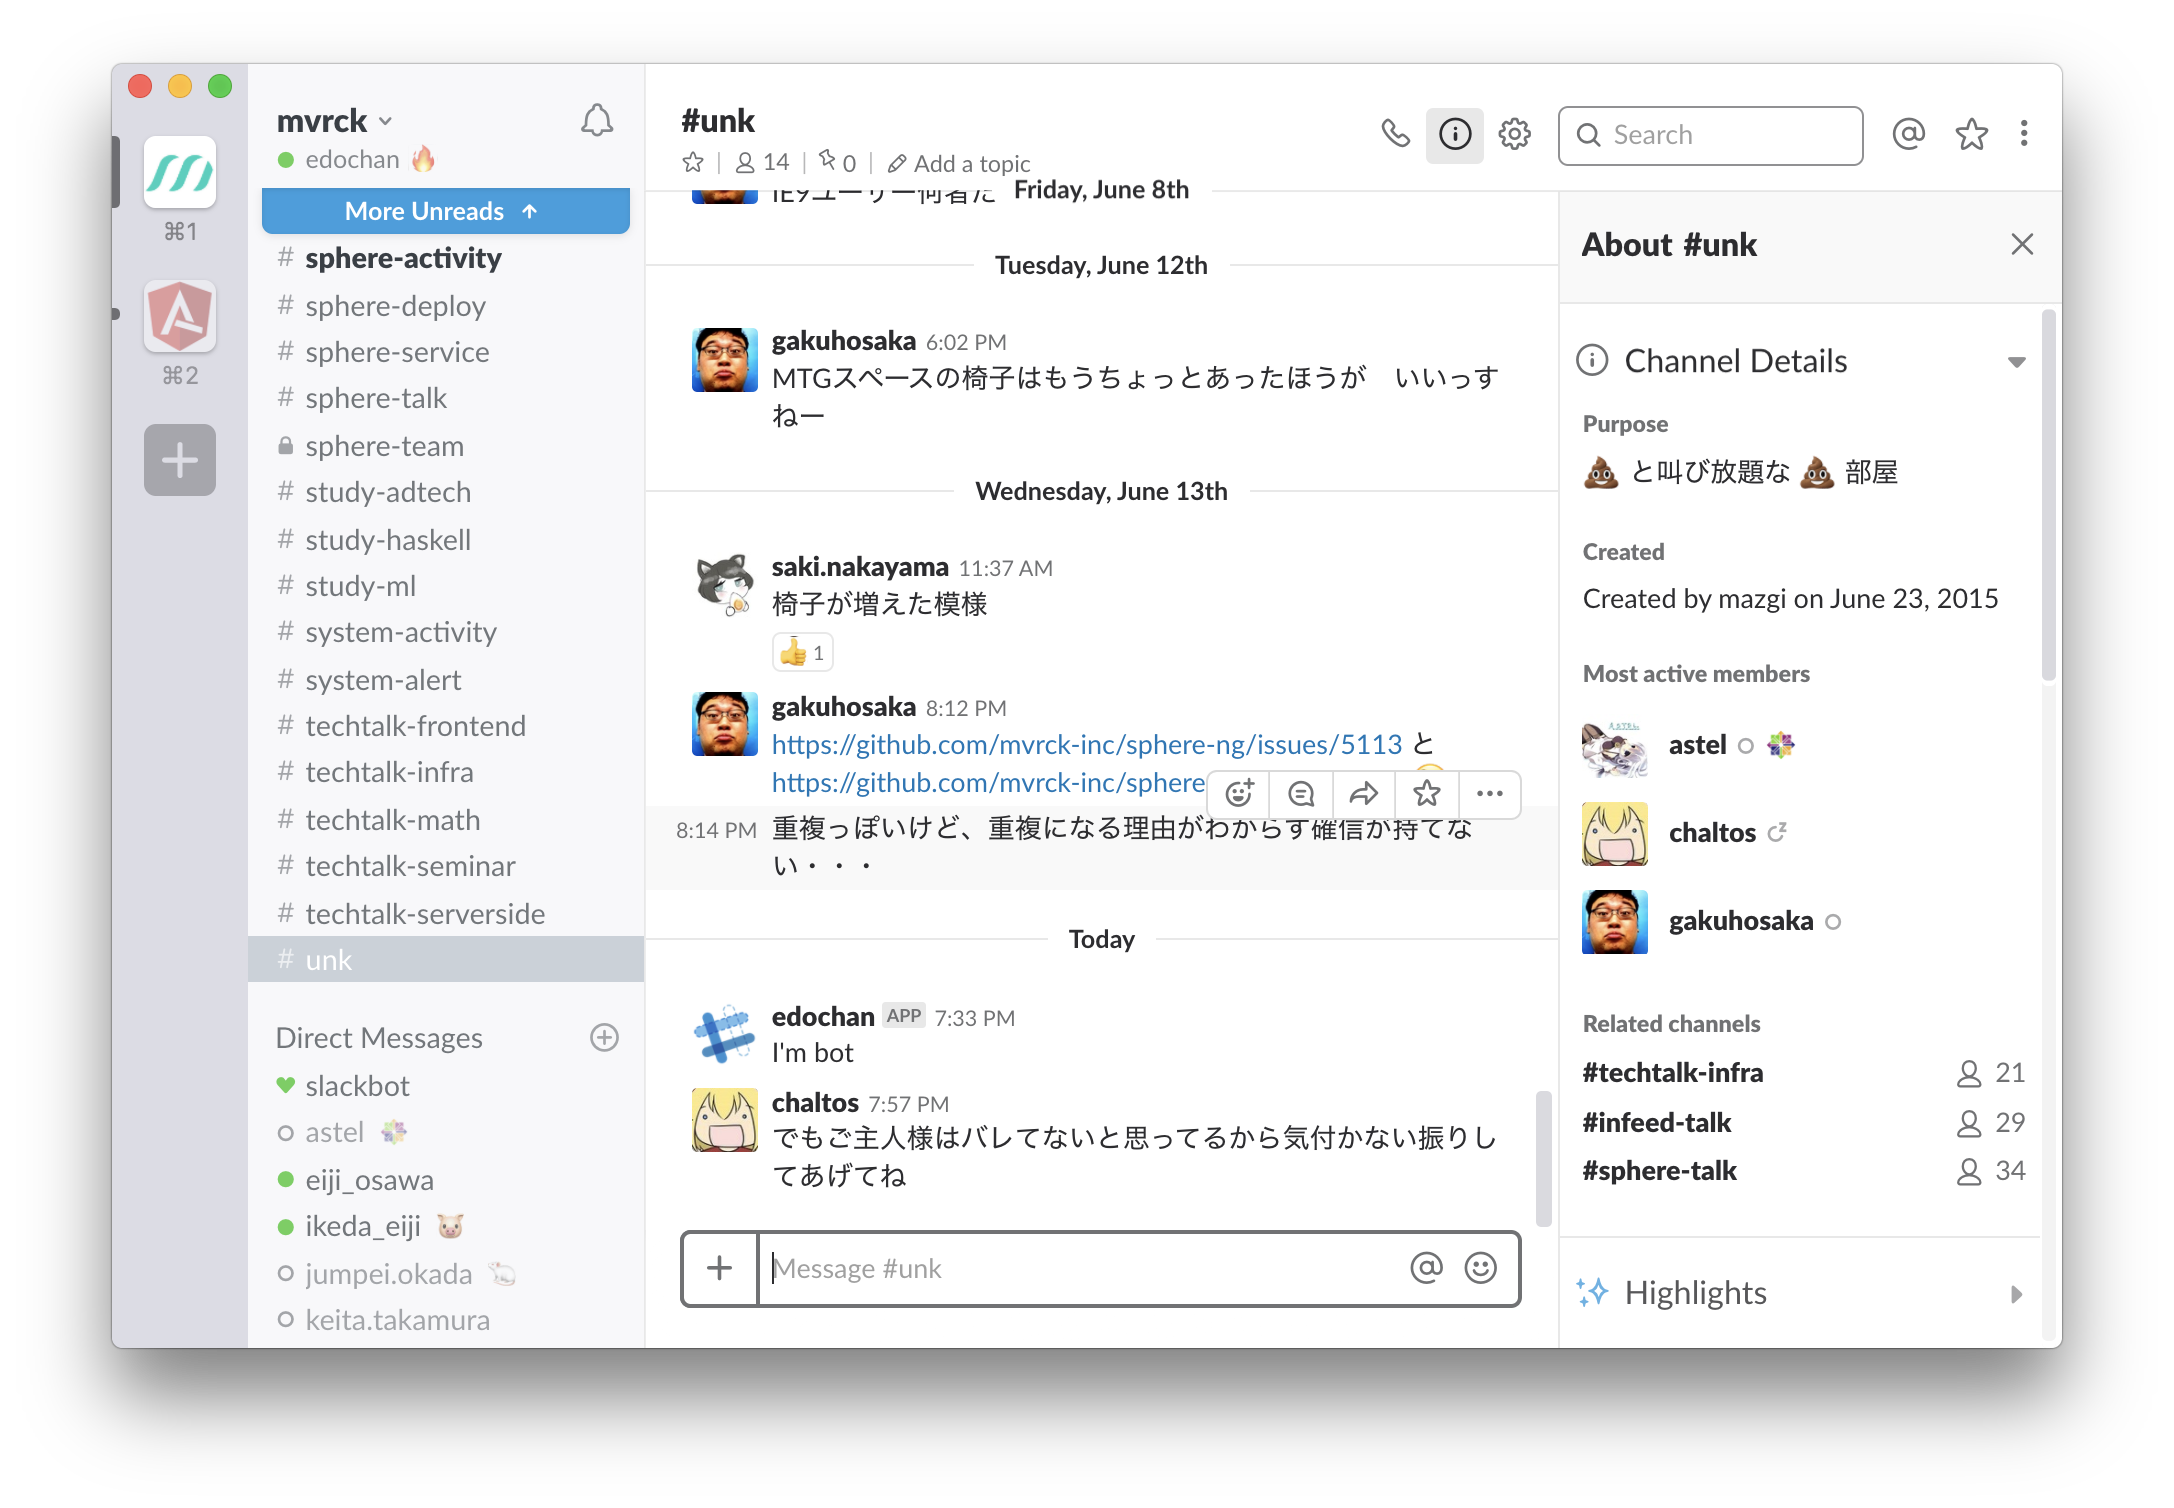 mvrck
edochan
More Unreads
⌘1
⌘2
# sphere-activity
# sphere-deploy
# sphere-service
# sphere-talk
sphere-team
# study-adtech
# study-haskell
# study-ml
# system-activity
# system-alert
# techtalk-frontend
# techtalk-infra
# techtalk-math
# techtalk-seminar
# techtalk-serverside
# unk
Direct Messages
slackbot
astel
eiji_osawa
ikeda_eiji
jumpei.okada
keita.takamura
#unk
14 | 0 | Add a topic
Search
IE9ユーザー何者だ
Friday, June 8th
Tuesday, June 12th
gakuhosaka 6:02 PM
MTGスペースの椅子はもうちょっとあったほうが　いいっす
ねー
Wednesday, June 13th
saki.nakayama 11:37 AM
椅子が増えた模様
1
gakuhosaka 8:12 PM
https://github.com/mvrck-inc/sphere-ng/issues/5113 と
https://github.com/mvrck-inc/sphere
8:14 PM 重複っぽいけど、重複になる理由がわからず確信が持てな
い・・・
Today
edochan APP 7:33 PM
I'm bot
chaltos 7:57 PM
でもご主人様はバレてないと思ってるから気付かない振りし
てあげてね
Message #unk
About #unk
Channel Details
Purpose
💩 と叫び放題な 💩 部屋
Created
Created by mazgi on June 23, 2015
Most active members
astel
chaltos
gakuhosaka
Related channels
#techtalk-infra 21
#infeed-talk 29
#sphere-talk 34
Highlights